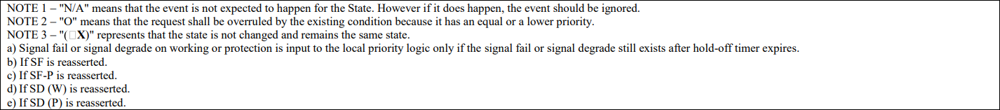 NOTE 1 – "N/A" means that the event is not expected to happen for the State. However if it does happen, the event should be ignored.
NOTE 2 – "O" means that the request shall be overruled by the existing condition because it has an equal or a lower priority.
NOTE 3 – "(□X)" represents that the state is not changed and remains the same state.
a) Signal fail or signal degrade on working or protection is input to the local priority logic only if the signal fail or signal degrade still exists after hold-off timer expires.
b) If SF is reasserted.
c) If SF-P is reasserted.
d) If SD (W) is reasserted.
e) If SD (P) is reasserted.